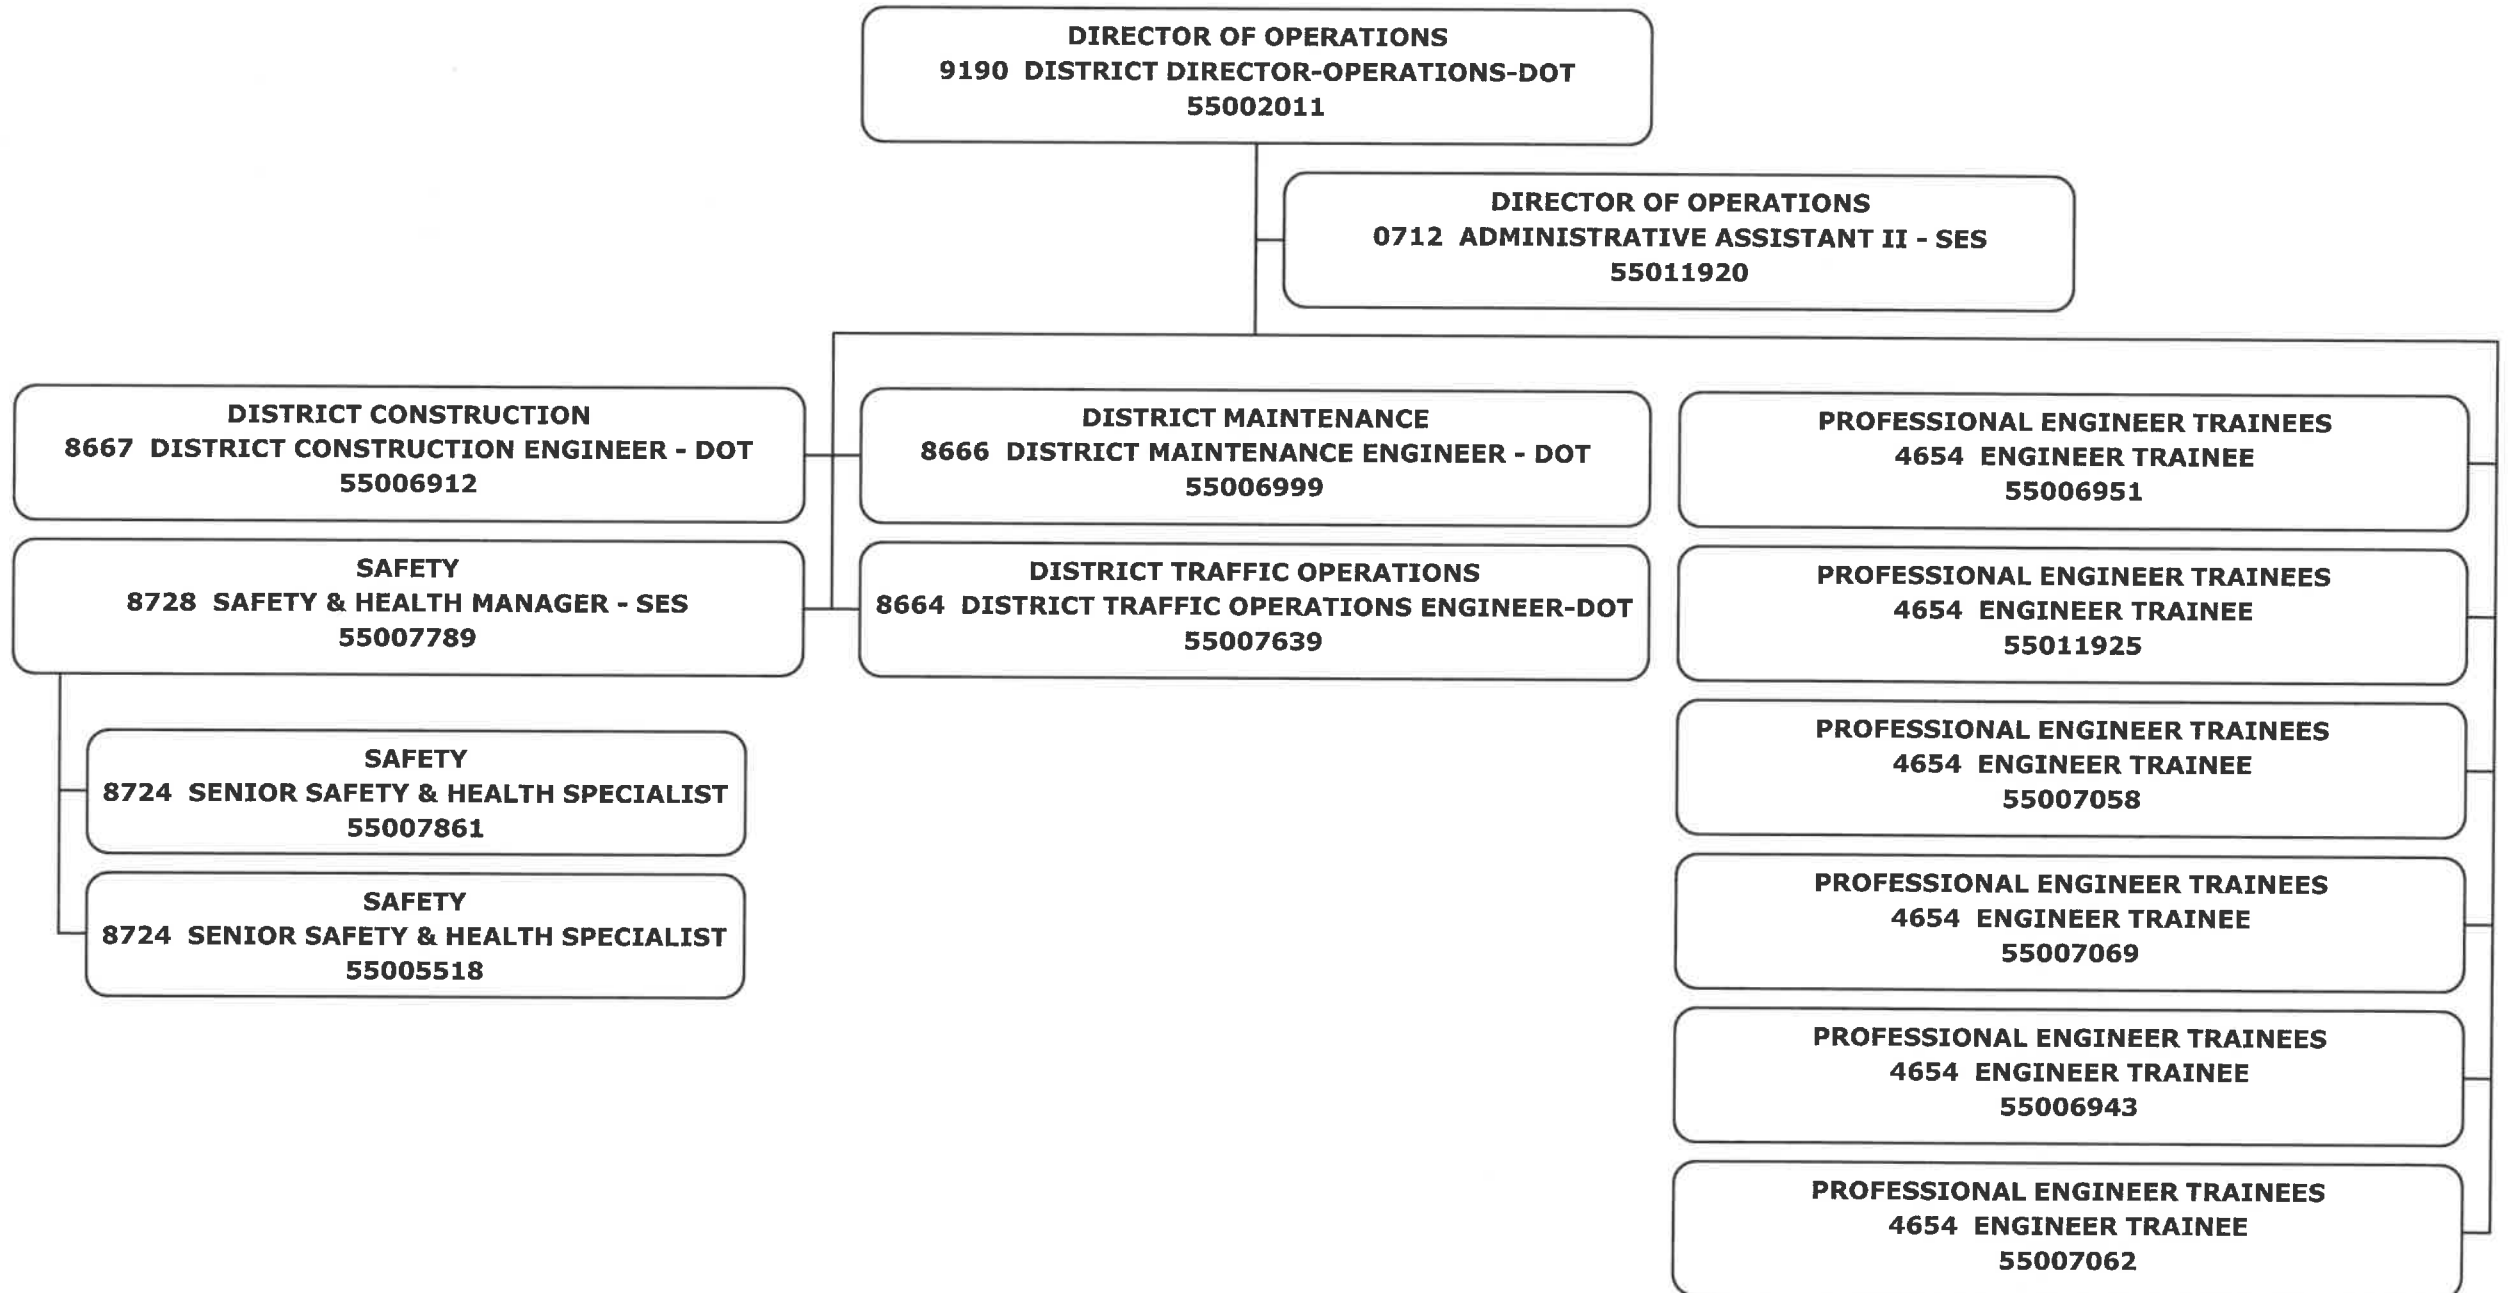 DIRECTOR OF OPERATIONS
9190 DISTRICT DIRECTOR-OPERATIONS-DOT
55002011
DIRECTOR OF OPERATIONS
0712 ADMINISTRATIVE ASSISTANT II - SES
55011920
DISTRICT CONSTRUCTION
8667 DISTRICT CONSTRUCTION ENGINEER - DOT
55006912
DISTRICT MAINTENANCE
8666 DISTRICT MAINTENANCE ENGINEER - DOT
55006999
PROFESSIONAL ENGINEER TRAINEES
4654 ENGINEER TRAINEE
55006951
SAFETY
8728 SAFETY & HEALTH MANAGER - SES
55007789
DISTRICT TRAFFIC OPERATIONS
8664 DISTRICT TRAFFIC OPERATIONS ENGINEER-DOT
55007639
PROFESSIONAL ENGINEER TRAINEES
4654 ENGINEER TRAINEE
55011925
SAFETY
8724 SENIOR SAFETY & HEALTH SPECIALIST
55007861
PROFESSIONAL ENGINEER TRAINEES
4654 ENGINEER TRAINEE
55007058
SAFETY
8724 SENIOR SAFETY & HEALTH SPECIALIST
55005518
PROFESSIONAL ENGINEER TRAINEES
4654 ENGINEER TRAINEE
55007069
PROFESSIONAL ENGINEER TRAINEES
4654 ENGINEER TRAINEE
55006943
PROFESSIONAL ENGINEER TRAINEES
4654 ENGINEER TRAINEE
55007062